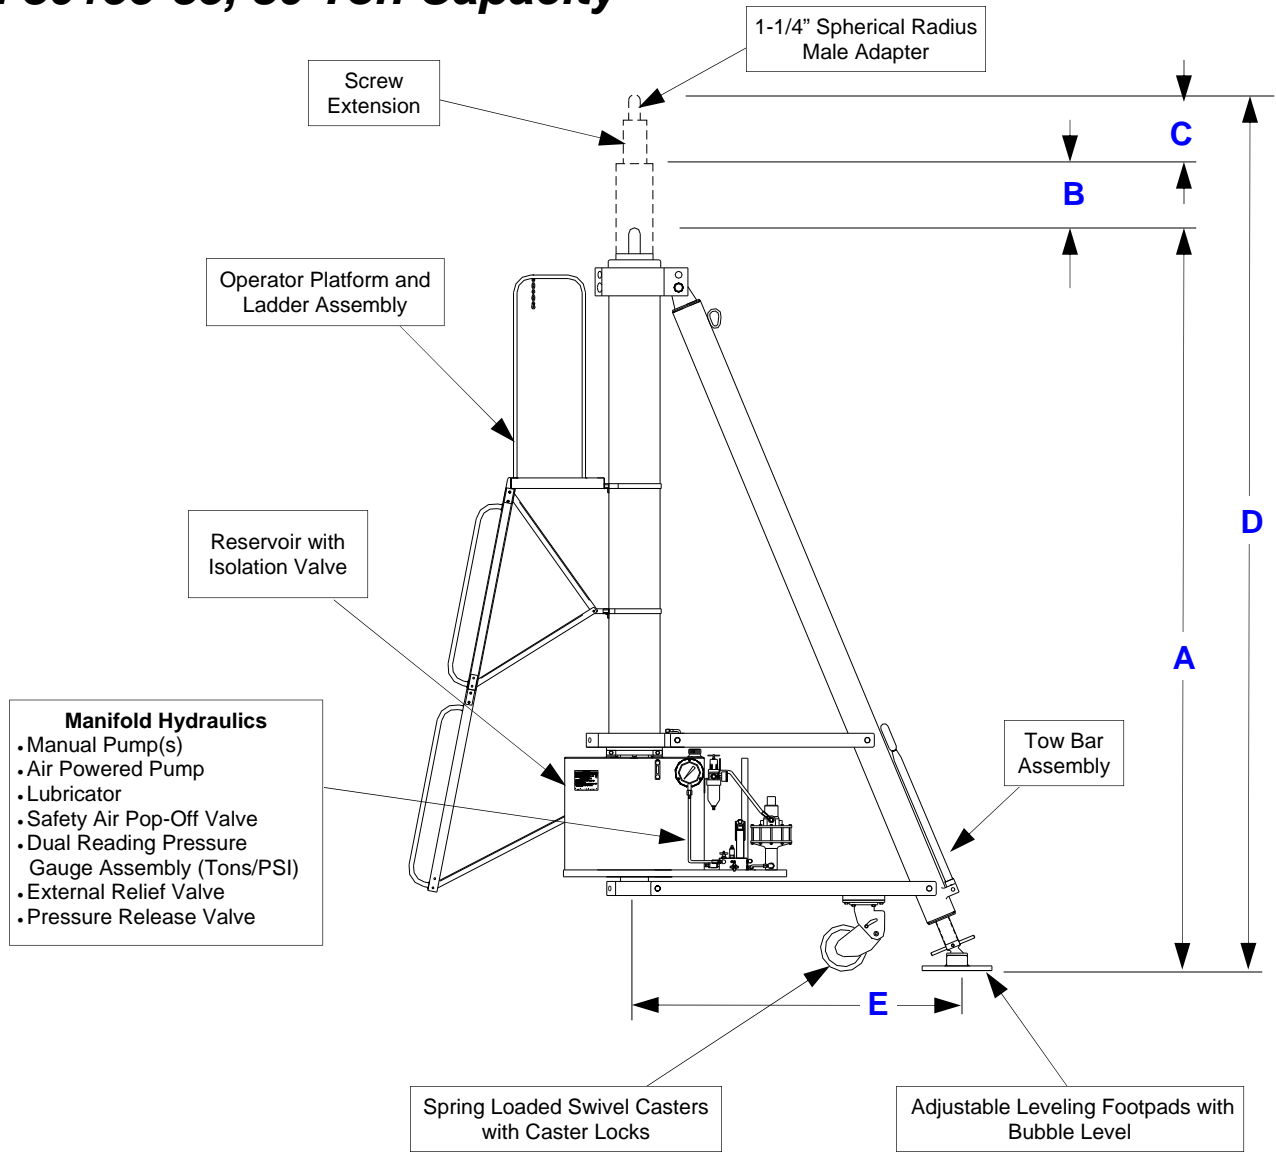 Capacity
1-1/4” Spherical Radius
Male Adapter
Screw
Extension
C
B
Operator Platform and
Ladder Assembly
D
Reservoir with
Isolation Valve
A
Manifold Hydraulics
• Manual Pump(s)
• Air Powered Pump
• Lubricator
• Safety Air Pop-Off Valve
• Dual Reading Pressure
Gauge Assembly (Tons/PSI)
• External Relief Valve
• Pressure Release Valve
Tow Bar
Assembly
E
Spring Loaded Swivel Casters
with Caster Locks
Adjustable Leveling Footpads with
Bubble Level